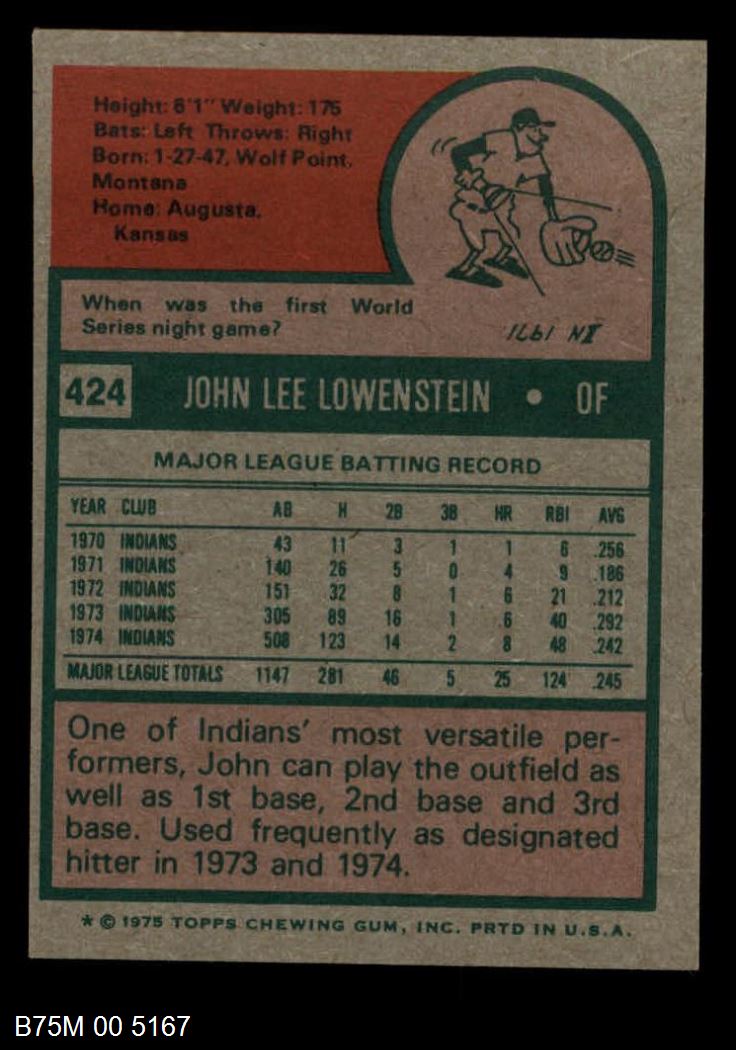 Height: 6'1" Weight: 175
Bats: Left Throws: Right
Born: 1-27-47, Wolf Point,
Montana
Home: Augusta,
Kansas
When was the first World
Series night game?
IN 1971
424 JOHN LEE LOWENSTEIN • OF
MAJOR LEAGUE BATTING RECORD
YEAR CLUB AB H 2B 3B HR RBI AVG
1970 INDIANS 43 11 3 1 1 6 .256
1971 INDIANS 140 26 5 0 4 9 .186
1972 INDIANS 151 32 8 1 6 21 .212
1973 INDIANS 305 89 16 1 6 40 .292
1974 INDIANS 508 123 14 2 8 48 .242
MAJOR LEAGUE TOTALS 1147 281 46 5 25 124 .245
One of Indians' most versatile per-
formers, John can play the outfield as
well as 1st base, 2nd base and 3rd
base. Used frequently as designated
hitter in 1973 and 1974.
* © 1975 TOPPS CHEWING GUM, INC. PRTD IN U.S.A.
B75M 00 5167